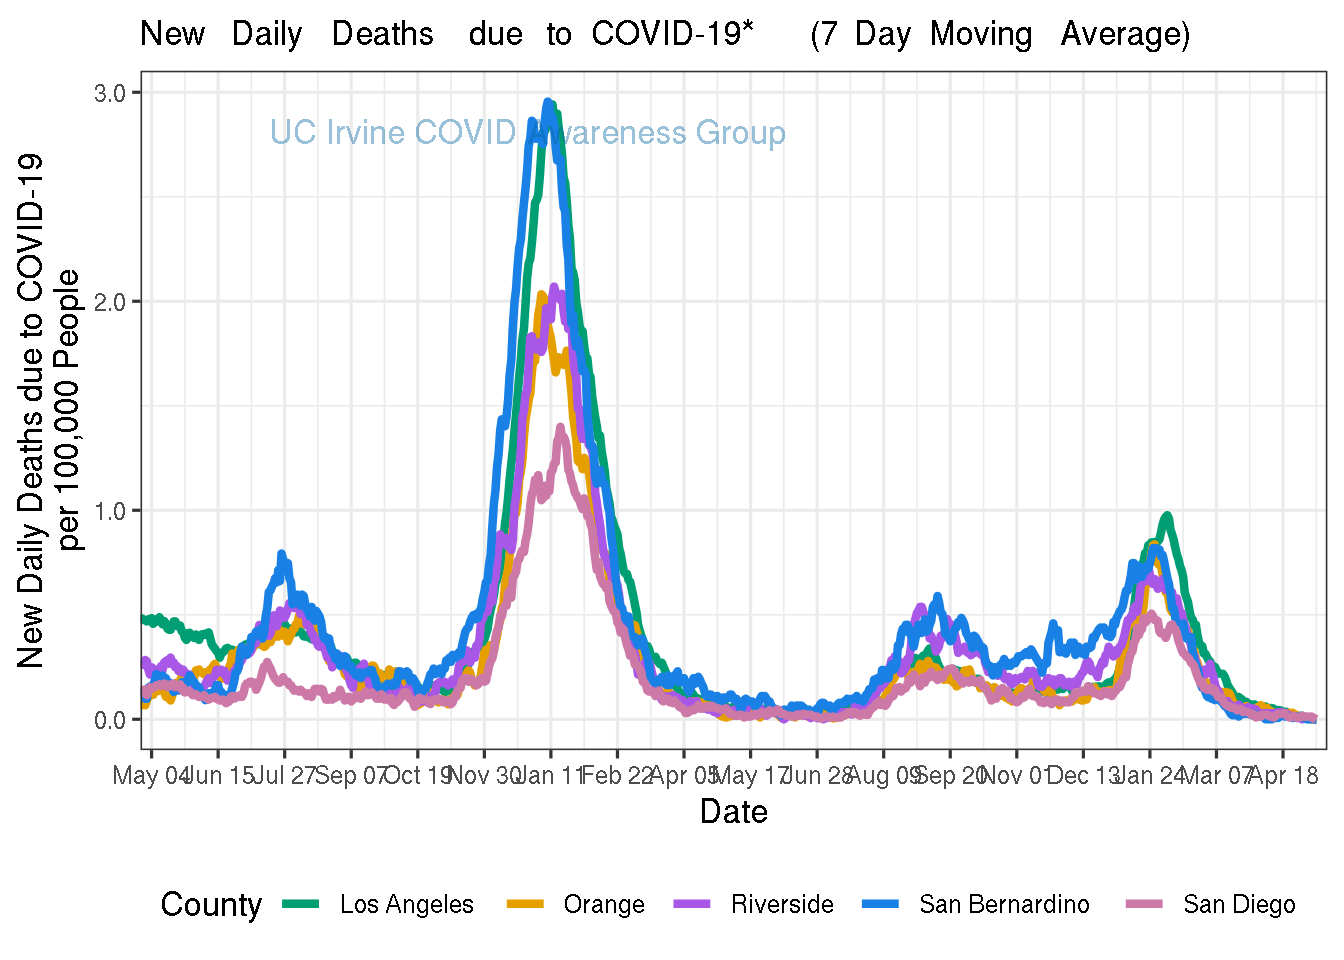 New Daily Deaths due to COVID-19* (7 Day Moving Average)
UC Irvine COVID Awareness Group
New Daily Deaths due to COVID-19
per 100,000 People
3.0
2.0
1.0
0.0
May 04 Jun 15 Jul 27 Sep 07 Oct 19 Nov 30 Jan 11 Feb 22 Apr 05 May 17 Jun 28 Aug 09 Sep 20 Nov 01 Dec 13 Jan 24 Mar 07 Apr 18
Date
County Los Angeles Orange Riverside San Bernardino San Diego